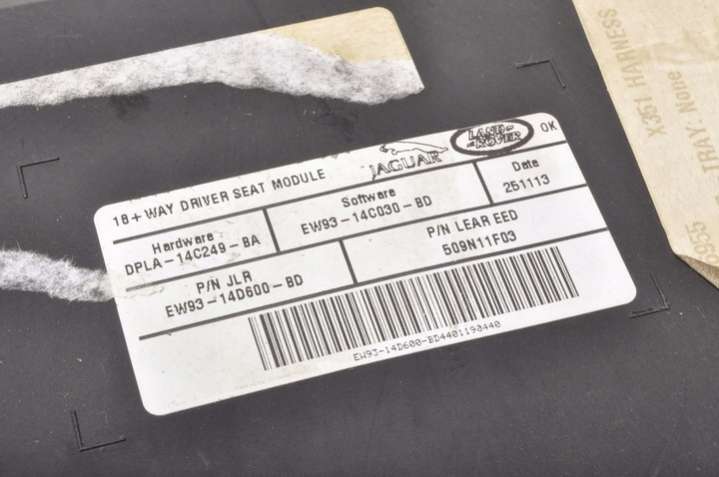 18+WAY DRIVER SEAT MODULE
JAGUAR
LAND-
-ROVER
OK
Hardware
DPLA-14C249-BA
Software
EW93-14C030-BD
Date
251113
P/N JLR
EW93-14D600-BD
P/N LEAR EED
509N11F03
EW93-14D600-BD4401190440
X351 HARNESS
TRAY: None